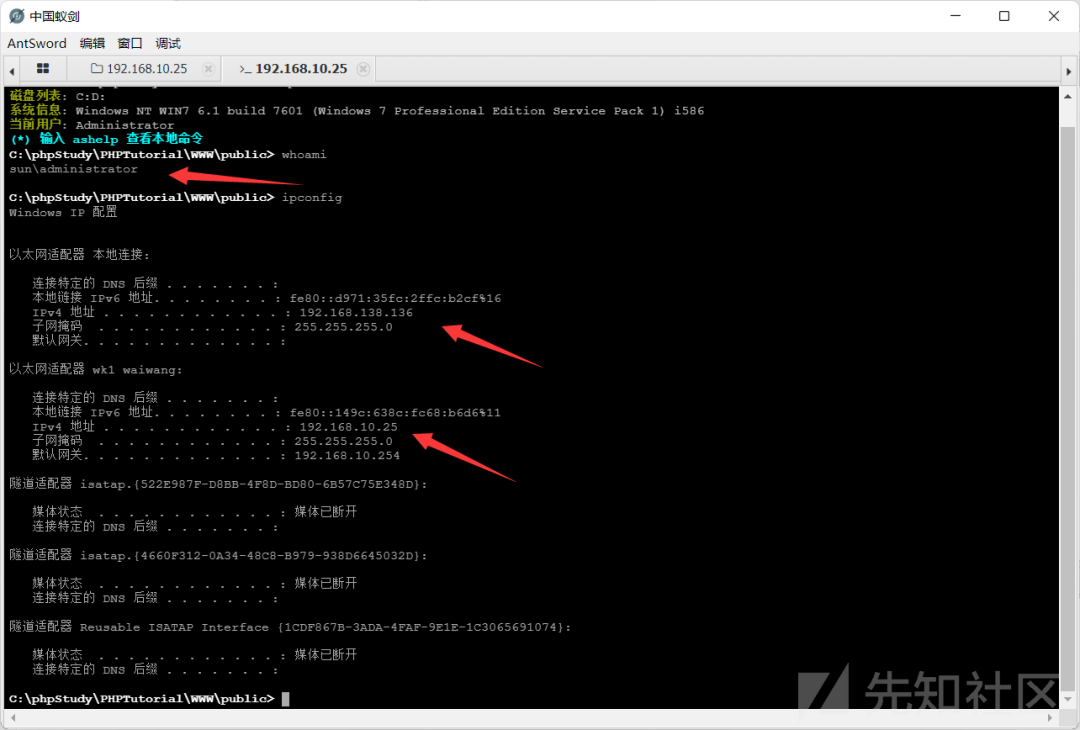 中国蚁剑
AntSword 编辑 窗口 调试
192.168.10.25 >_ 192.168.10.25
磁盘列表: C:D:
系统信息: Windows NT WIN7 6.1 build 7601 (Windows 7 Professional Edition Service Pack 1) i586
当前用户: Administrator
(*) 输入 ashelp 查看本地命令
C:\phpStudy\PHPTutorial\WWW\public> whoami
sun\administrator
C:\phpStudy\PHPTutorial\WWW\public> ipconfig
Windows IP 配置
以太网适配器 本地连接:
连接特定的 DNS 后缀 . . . . . . . :
本地链接 IPv6 地址. . . . . . . . : fe80::d971:35fc:2ffc:b2cf%16
IPv4 地址 . . . . . . . . . . . . : 192.168.138.136
子网掩码 . . . . . . . . . . . . : 255.255.255.0
默认网关. . . . . . . . . . . . . :
以太网适配器 wk1 waiwang:
连接特定的 DNS 后缀 . . . . . . . :
本地链接 IPv6 地址. . . . . . . . : fe80::149c:638c:fc68:b6d6%11
IPv4 地址 . . . . . . . . . . . . : 192.168.10.25
子网掩码 . . . . . . . . . . . . : 255.255.255.0
默认网关. . . . . . . . . . . . . : 192.168.10.254
隧道适配器 isatap.{522E987F-D8BB-4F8D-BD80-6B57C75E348D}:
媒体状态 . . . . . . . . . . . . : 媒体已断开
连接特定的 DNS 后缀 . . . . . . . :
隧道适配器 isatap.{4660F312-0A34-48C8-B979-938D6645032D}:
媒体状态 . . . . . . . . . . . . : 媒体已断开
连接特定的 DNS 后缀 . . . . . . . :
隧道适配器 Reusable ISATAP Interface {1CDF867B-3ADA-4FAF-9E1E-1C3065691074}:
媒体状态 . . . . . . . . . . . . : 媒体已断开
连接特定的 DNS 后缀 . . . . . . . :
C:\phpStudy\PHPTutorial\WWW\public>
先知社区